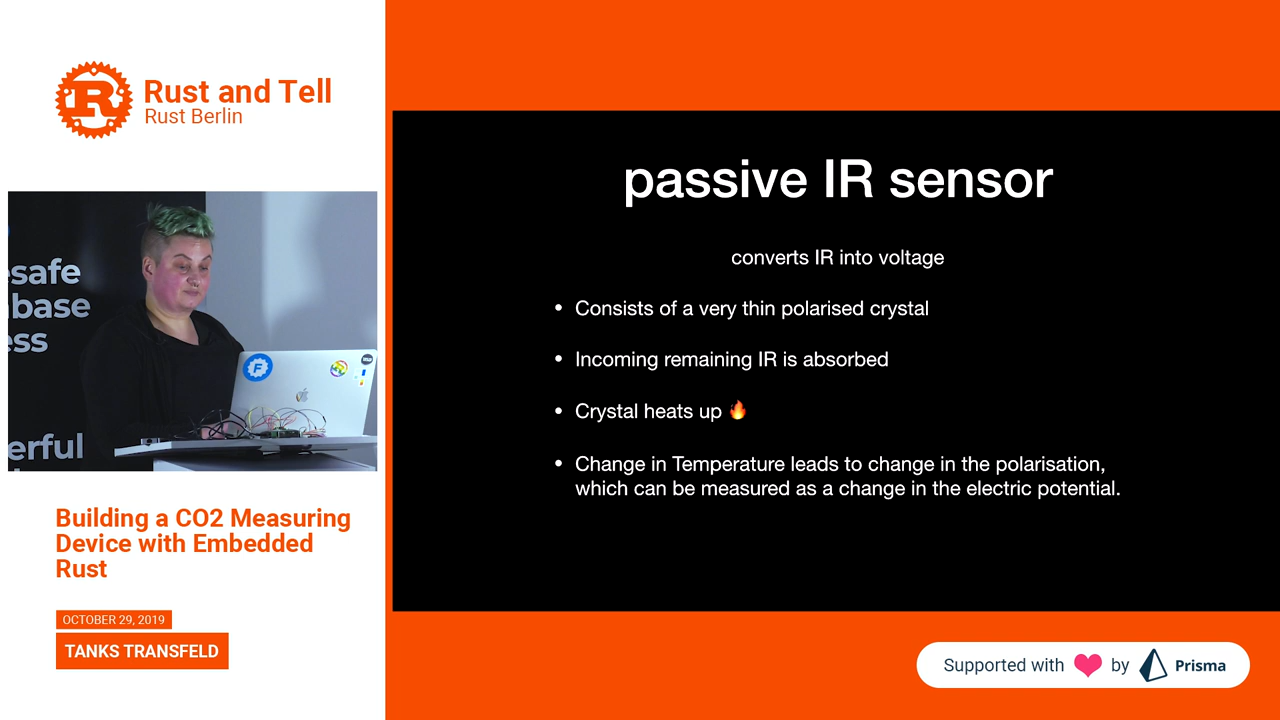 Rust and Tell
Rust Berlin
esafe
abase
ess
erful
F
Building a CO2 Measuring
Device with Embedded
Rust
OCTOBER 29, 2019
TANKS TRANSFELD
passive IR sensor
converts IR into voltage
• Consists of a very thin polarised crystal
• Incoming remaining IR is absorbed
• Crystal heats up 🔥
• Change in Temperature leads to change in the polarisation,
which can be measured as a change in the electric potential.
Supported with ❤ by Prisma